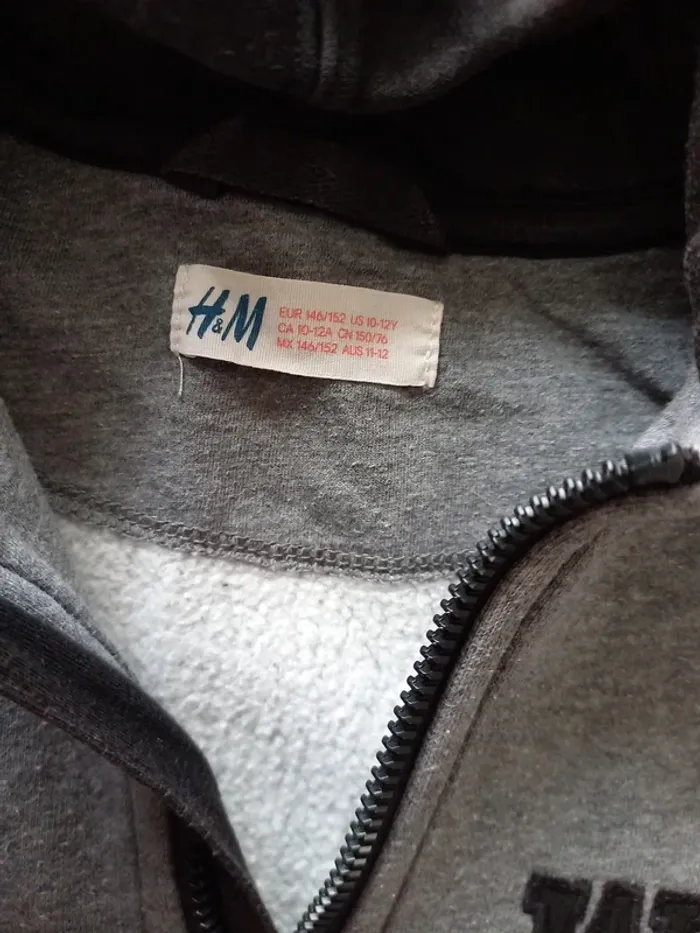 H&M
EUR 146/152 US 10-12Y
CA 10-12A CN 150/76
MX 146/152 AUS 11-12